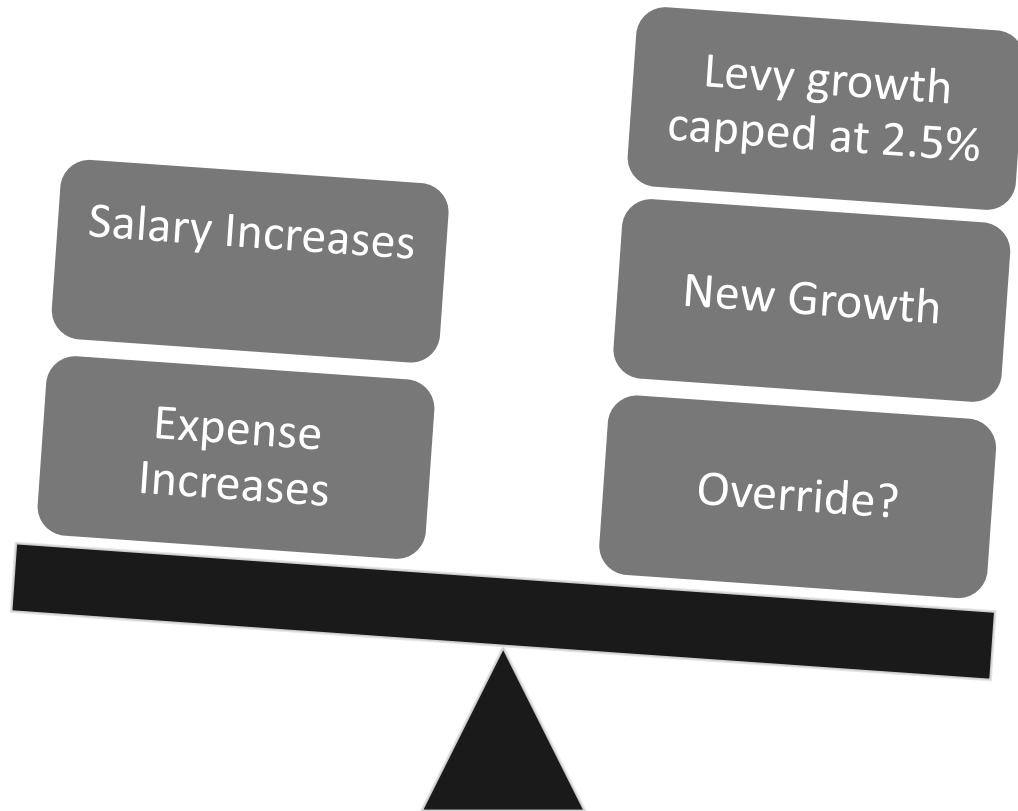 Salary Increases
Expense
Increases
Levy growth
capped at 2.5%
New Growth
Override?